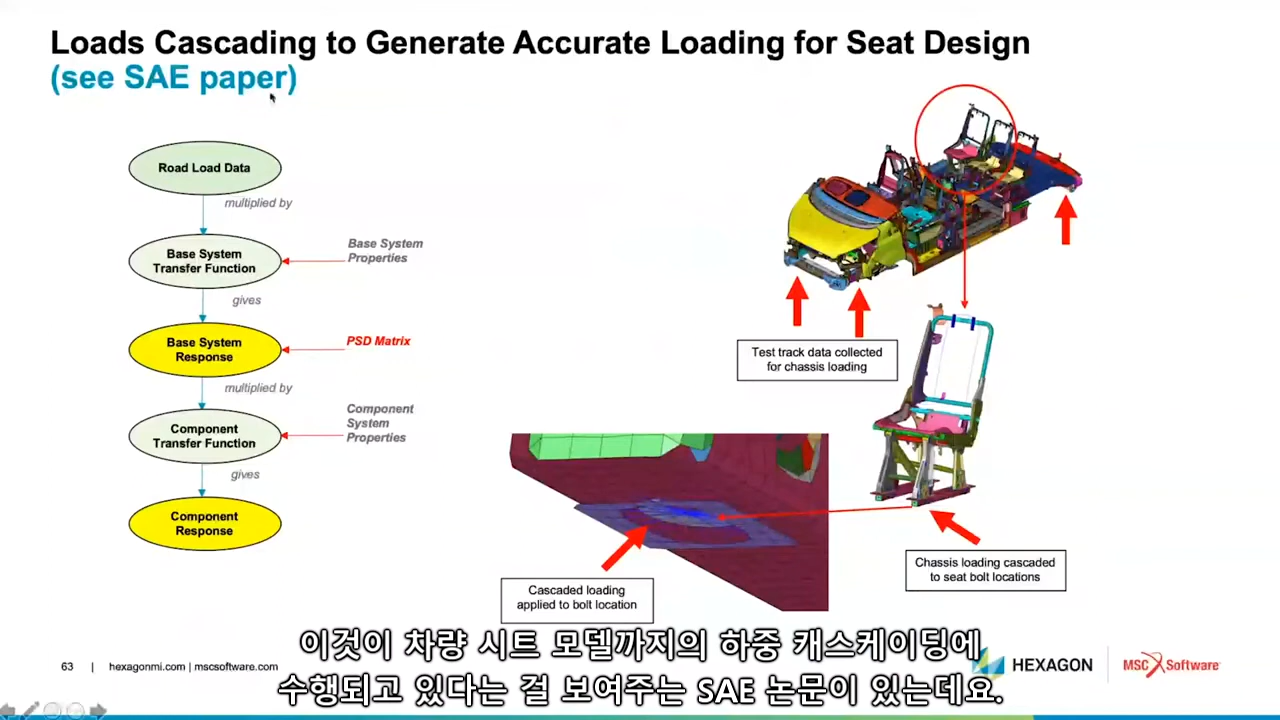 Loads Cascading to Generate Accurate Loading for Seat Design
(see SAE paper)
Road Load Data
multiplied by
Base System
Transfer Function
Base System
Properties
gives
Base System
Response
PSD Matrix
multiplied by
Component
Transfer Function
Component
System
Properties
gives
Component
Response
Test track data collected
for chassis loading
Chassis loading cascaded
to seat bolt locations
Cascaded loading
applied to bolt location
이것이 차량 시트 모델까지의 하중 캐스케이딩에
수행되고 있다는 걸 보여주는 SAE 논문이 있는데요.
63 | hexagonmi.com | mscsoftware.com
HEXAGON
MSC Software